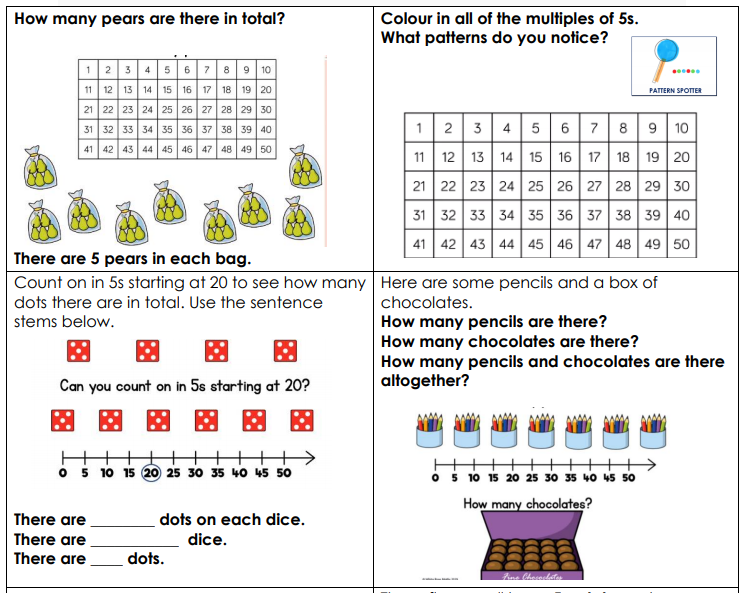 How many pears are there in total?
1 2 3 4 5 6 7 8 9 10
11 12 13 14 15 16 17 18 19 20
21 22 23 24 25 26 27 28 29 30
31 32 33 34 35 36 37 38 39 40
41 42 43 44 45 46 47 48 49 50
There are 5 pears in each bag.
Colour in all of the multiples of 5s.
What patterns do you notice?
PATTERN SPOTTER
1 2 3 4 5 6 7 8 9 10
11 12 13 14 15 16 17 18 19 20
21 22 23 24 25 26 27 28 29 30
31 32 33 34 35 36 37 38 39 40
41 42 43 44 45 46 47 48 49 50
Count on in 5s starting at 20 to see how many
dots there are in total. Use the sentence
stems below.
Can you count on in 5s starting at 20?
0 5 10 15 20 25 30 35 40 45 50
There are ________ dots on each dice.
There are ___________ dice.
There are ____ dots.
Here are some pencils and a box of
chocolates.
How many pencils are there?
How many chocolates are there?
How many pencils and chocolates are there
altogether?
0 5 10 15 20 25 30 35 40 45 50
How many chocolates?
Fine Chocolates